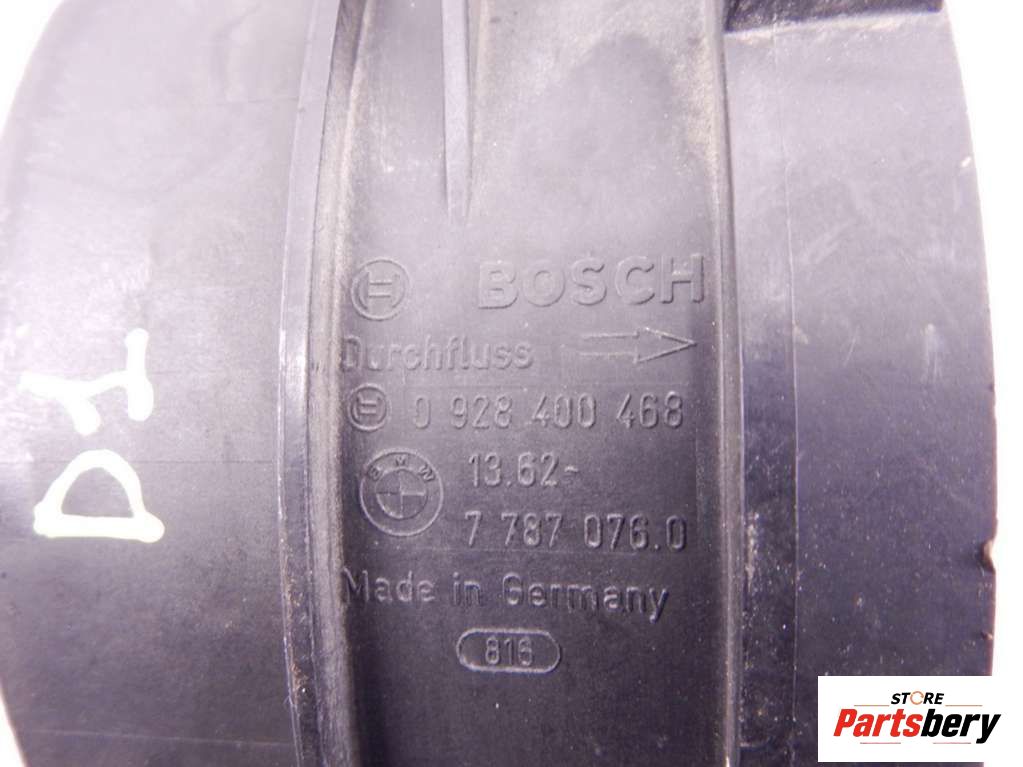 BOSCH
Durchfluss
0 928 400 468
BMW
13.62-
7 787 076.0
Made in Germany
816
D1
STORE
Partsbery